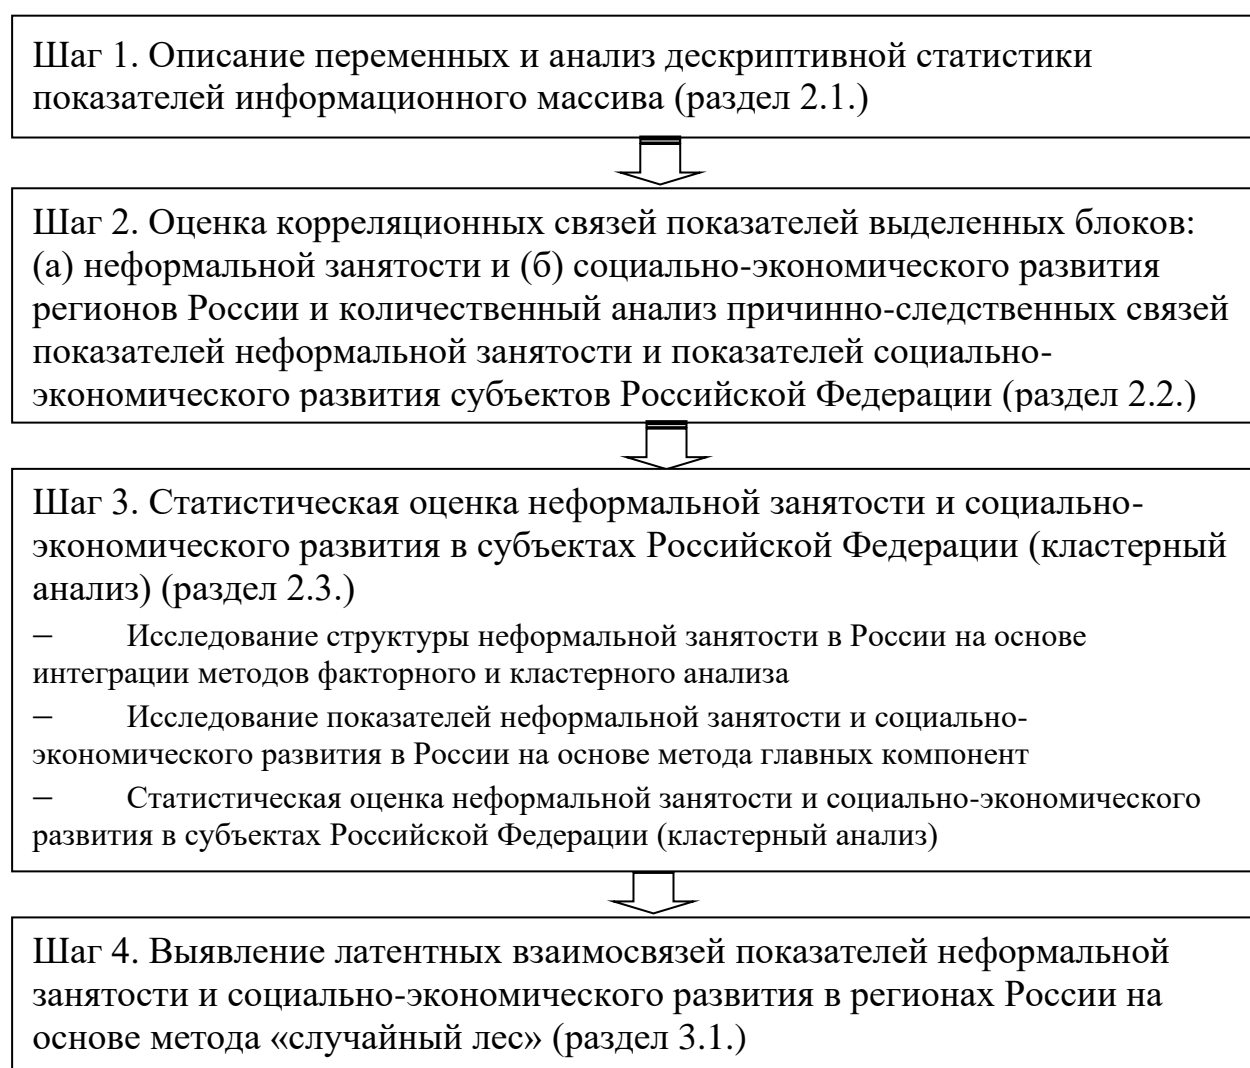 Шаг 1. Описание переменных и анализ дескриптивной статистики
показателей информационного массива (раздел 2.1.)
Шаг 2. Оценка корреляционных связей показателей выделенных блоков:
(а) неформальной занятости и (б) социально-экономического развития
регионов России и количественный анализ причинно-следственных связей
показателей неформальной занятости и показателей социально-
экономического развития субъектов Российской Федерации (раздел 2.2.)
Шаг 3. Статистическая оценка неформальной занятости и социально-
экономического развития в субъектах Российской Федерации (кластерный
анализ) (раздел 2.3.)
– Исследование структуры неформальной занятости в России на основе
интеграции методов факторного и кластерного анализа
– Исследование показателей неформальной занятости и социально-
экономического развития в России на основе метода главных компонент
– Статистическая оценка неформальной занятости и социально-экономического
развития в субъектах Российской Федерации (кластерный анализ)
Шаг 4. Выявление латентных взаимосвязей показателей неформальной
занятости и социально-экономического развития в регионах России на
основе метода «случайный лес» (раздел 3.1.)